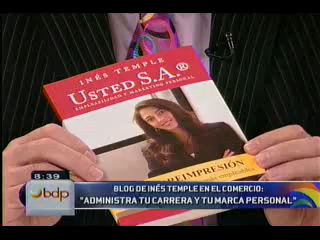 INÉS TEMPLE
USTED S.A.®
EMPLEABILIDAD Y MARKETING PERSONAL
REIMPRESIÓN
8:39
bdp
BLOG DE INÉS TEMPLE EN EL COMERCIO:
"ADMINISTRA TU CARRERA Y TU MARCA PERSONAL"